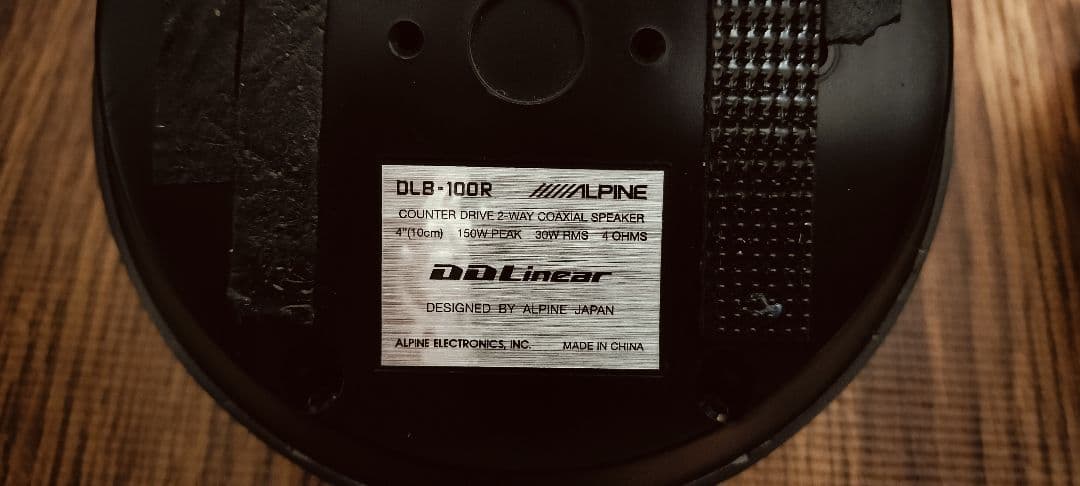 DLB-100R ALPINE
COUNTER DRIVE 2-WAY COAXIAL SPEAKER
4"(10cm) 150W PEAK 30W RMS 4 OHMS
DDLinear
DESIGNED BY ALPINE JAPAN
ALPINE ELECTRONICS, INC. MADE IN CHINA